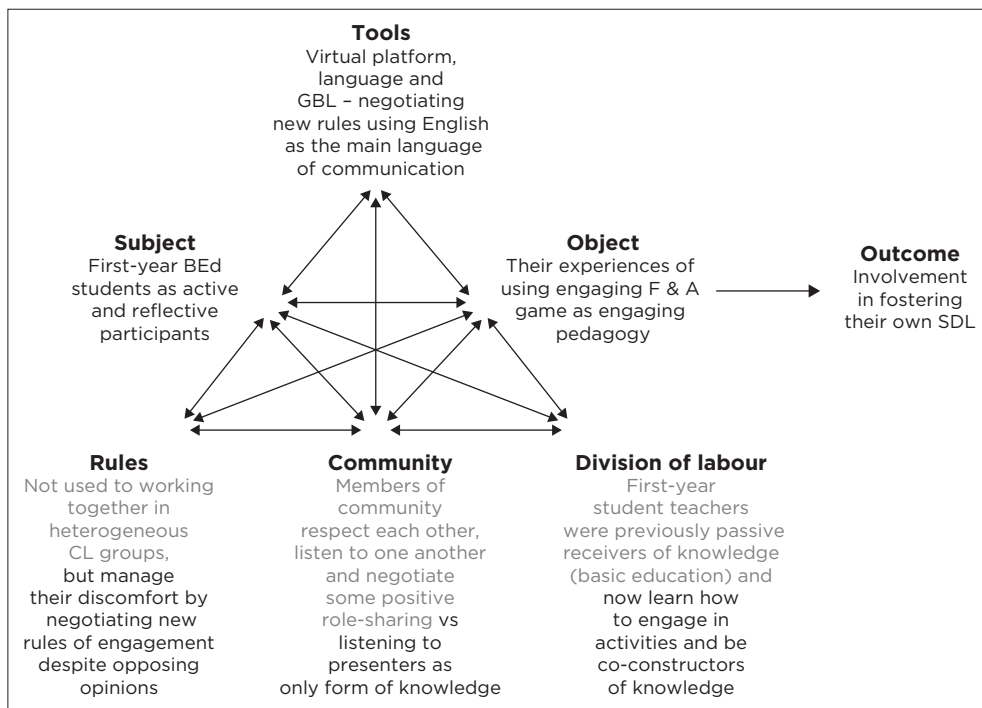 Tools
Virtual platform,
language and
GBL – negotiating
new rules using English
as the main language
of communication
Subject
First-year BEd
students as active
and reflective
participants
Object
Their experiences of
using engaging F & A
game as engaging
pedagogy
Outcome
Involvement
in fostering
their own SDL
Rules
Not used to working
together in
heterogeneous
CL groups,
but manage
their discomfort by
negotiating new
rules of engagement
despite opposing
opinions
Community
Members of
community
respect each other,
listen to one another
and negotiate
some positive
role-sharing vs
listening to
presenters as
only form of knowledge
Division of labour
First-year
student teachers
were previously passive
receivers of knowledge
(basic education) and
now learn how
to engage in
activities and be
co-constructors
of knowledge